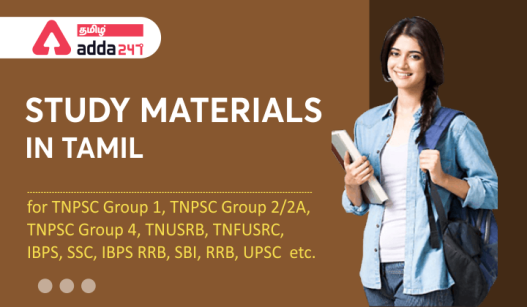 தமிழ்
adda247
STUDY MATERIALS
IN TAMIL
for TNPSC Group 1, TNPSC Group 2/2A,
TNPSC Group 4, TNUSRB, TNFUSRC,
IBPS, SSC, IBPS RRB, SBI, RRB, UPSC etc.